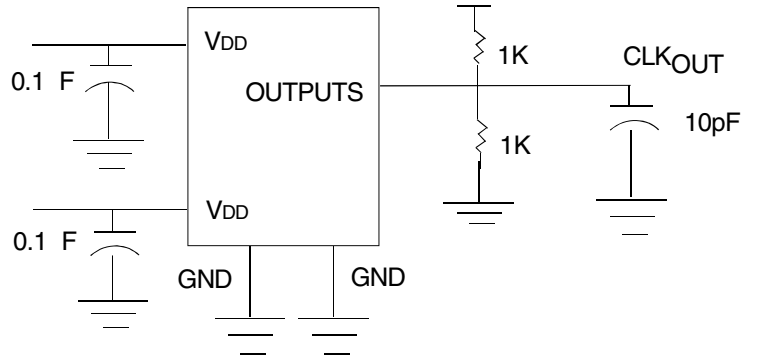 VDD
1K
CLKOUT
0.1 F
OUTPUTS
10pF
1K
VDD
0.1 F
GND
GND